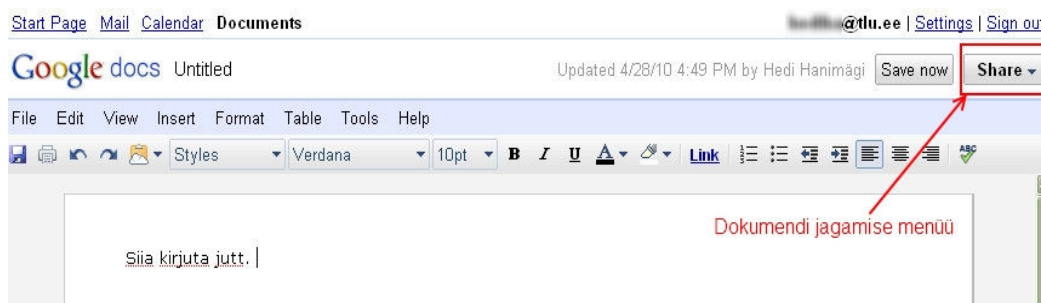 Start Page Mail Calendar Documents @tlu.ee | Settings | Sign out
Google docs Untitled Updated 4/28/10 4:49 PM by Hedi Hanimägi Save now Share
File Edit View Insert Format Table Tools Help
Styles Verdana 10pt B I U A Link ABC
Dokumendi jagamise menüü
Siia kirjuta jutt.